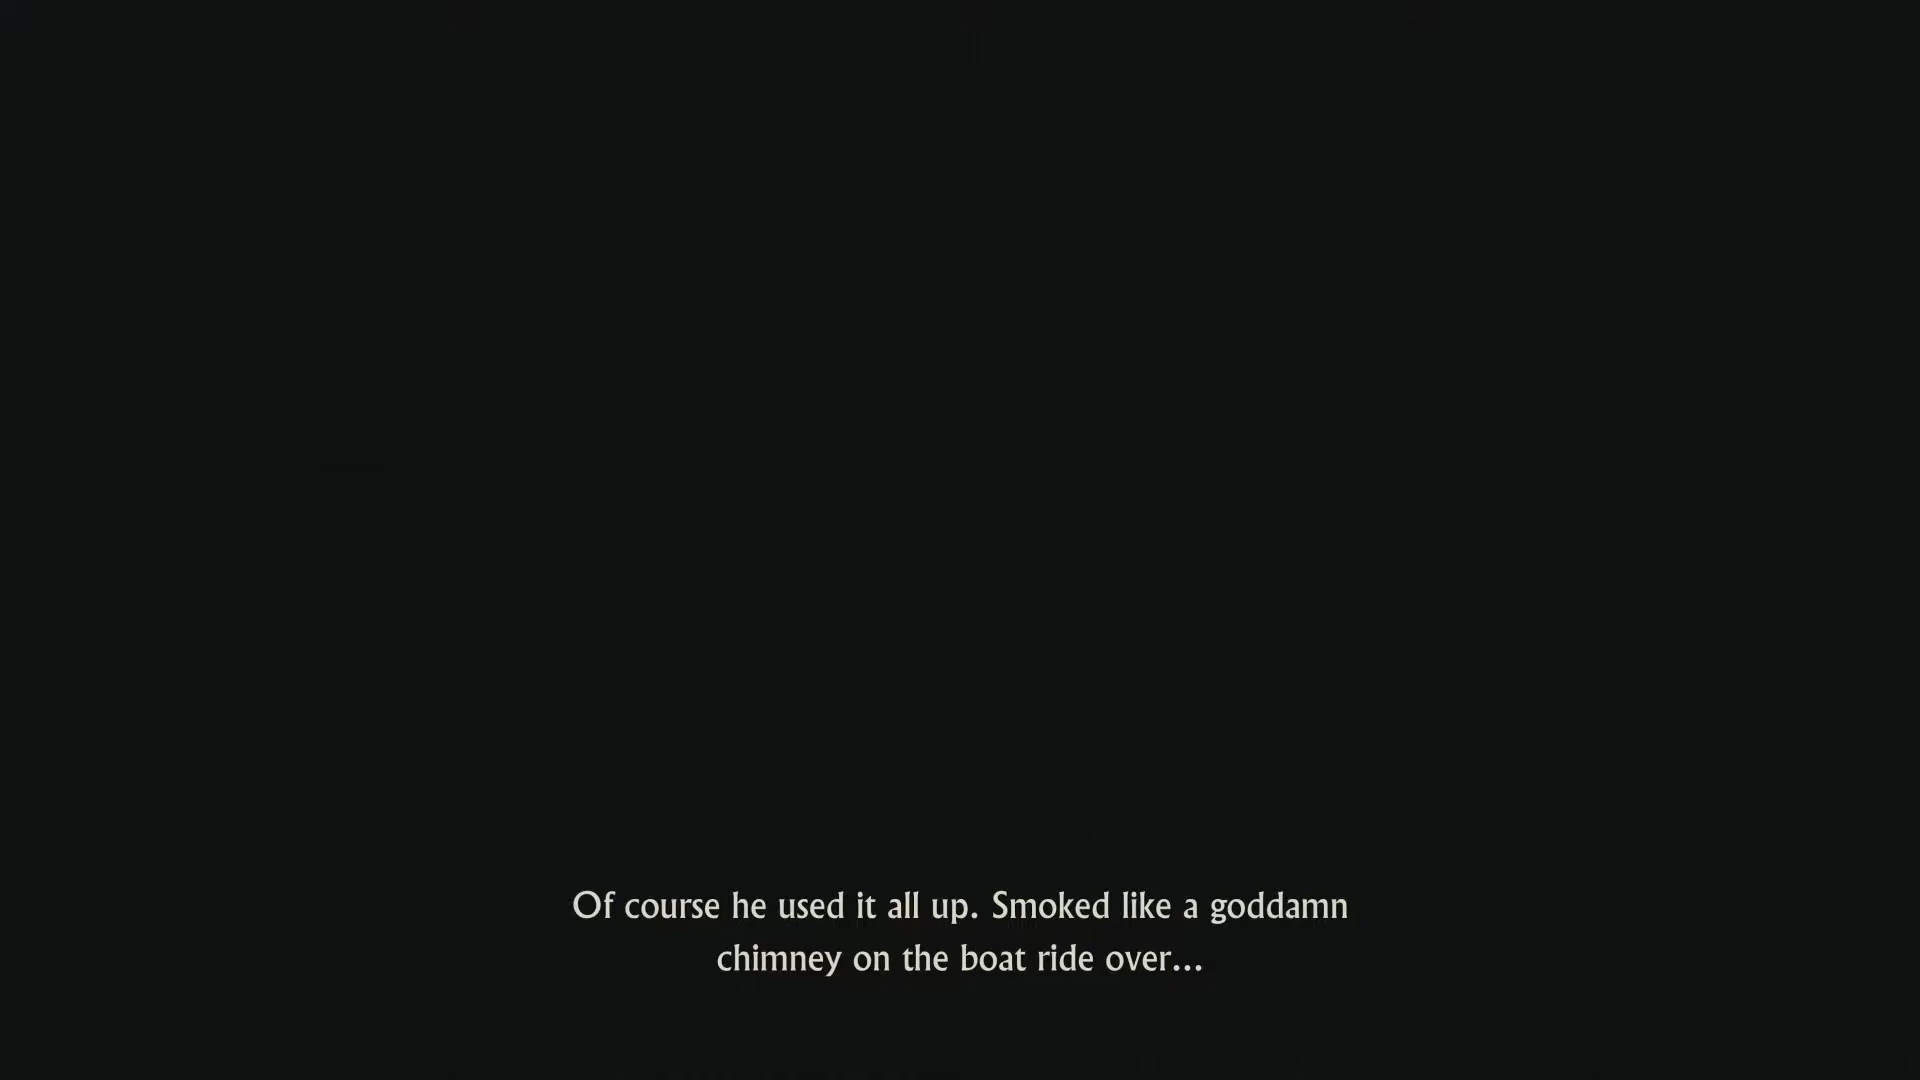 Of course he used it all up. Smoked like a goddamn
chimney on the boat ride over...